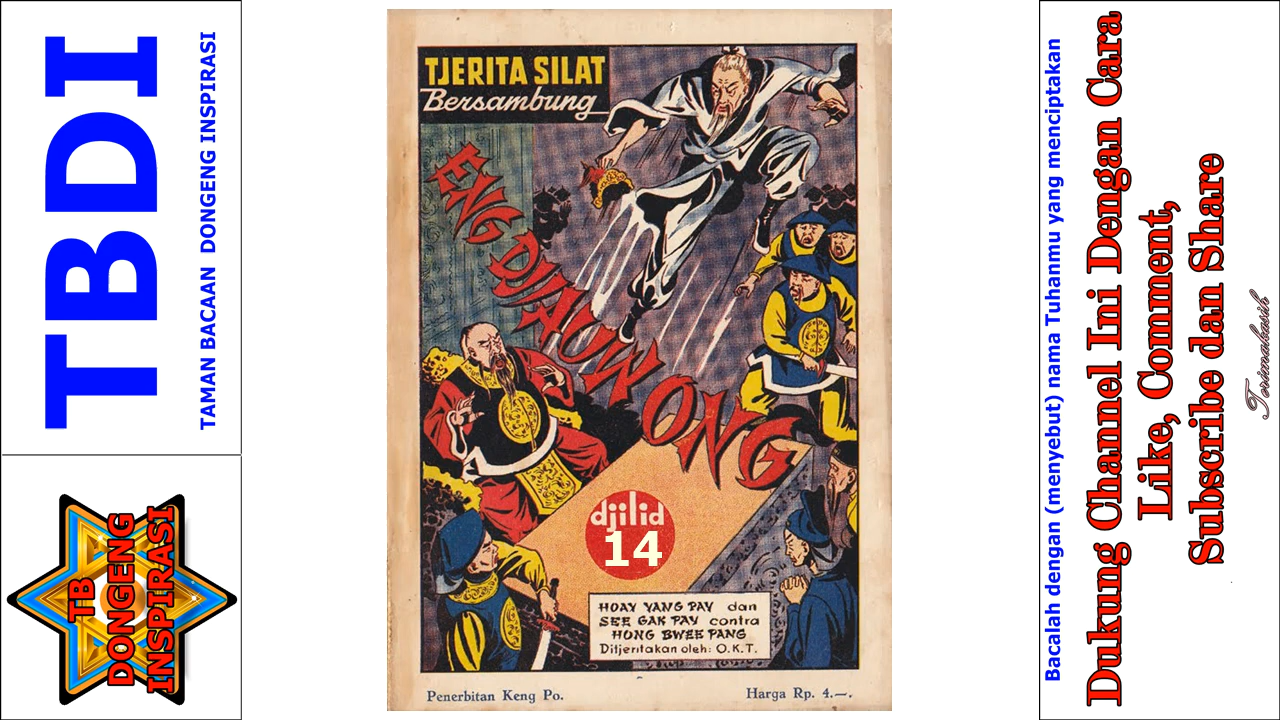 TBDI
TAMAN BACAAN DONGENG INSPIRASI
TB
DONGENG
INSPIRASI
TJERITA SILAT
Bersambung
ENG DJIAUW ONG
djilid
14
HOAY YANG PAY dan
SEE GAK PAY contra
HONG BWEE PANG
Ditjeritakan oleh: O.K.T.
Penerbitan Keng Po.
Harga Rp. 4.—.
Bacalah dengan (menyebut) nama Tuhanmu yang menciptakan
Dukung Channel Ini Dengan Cara
Like, Comment,
Subscribe dan Share
Terimakasih